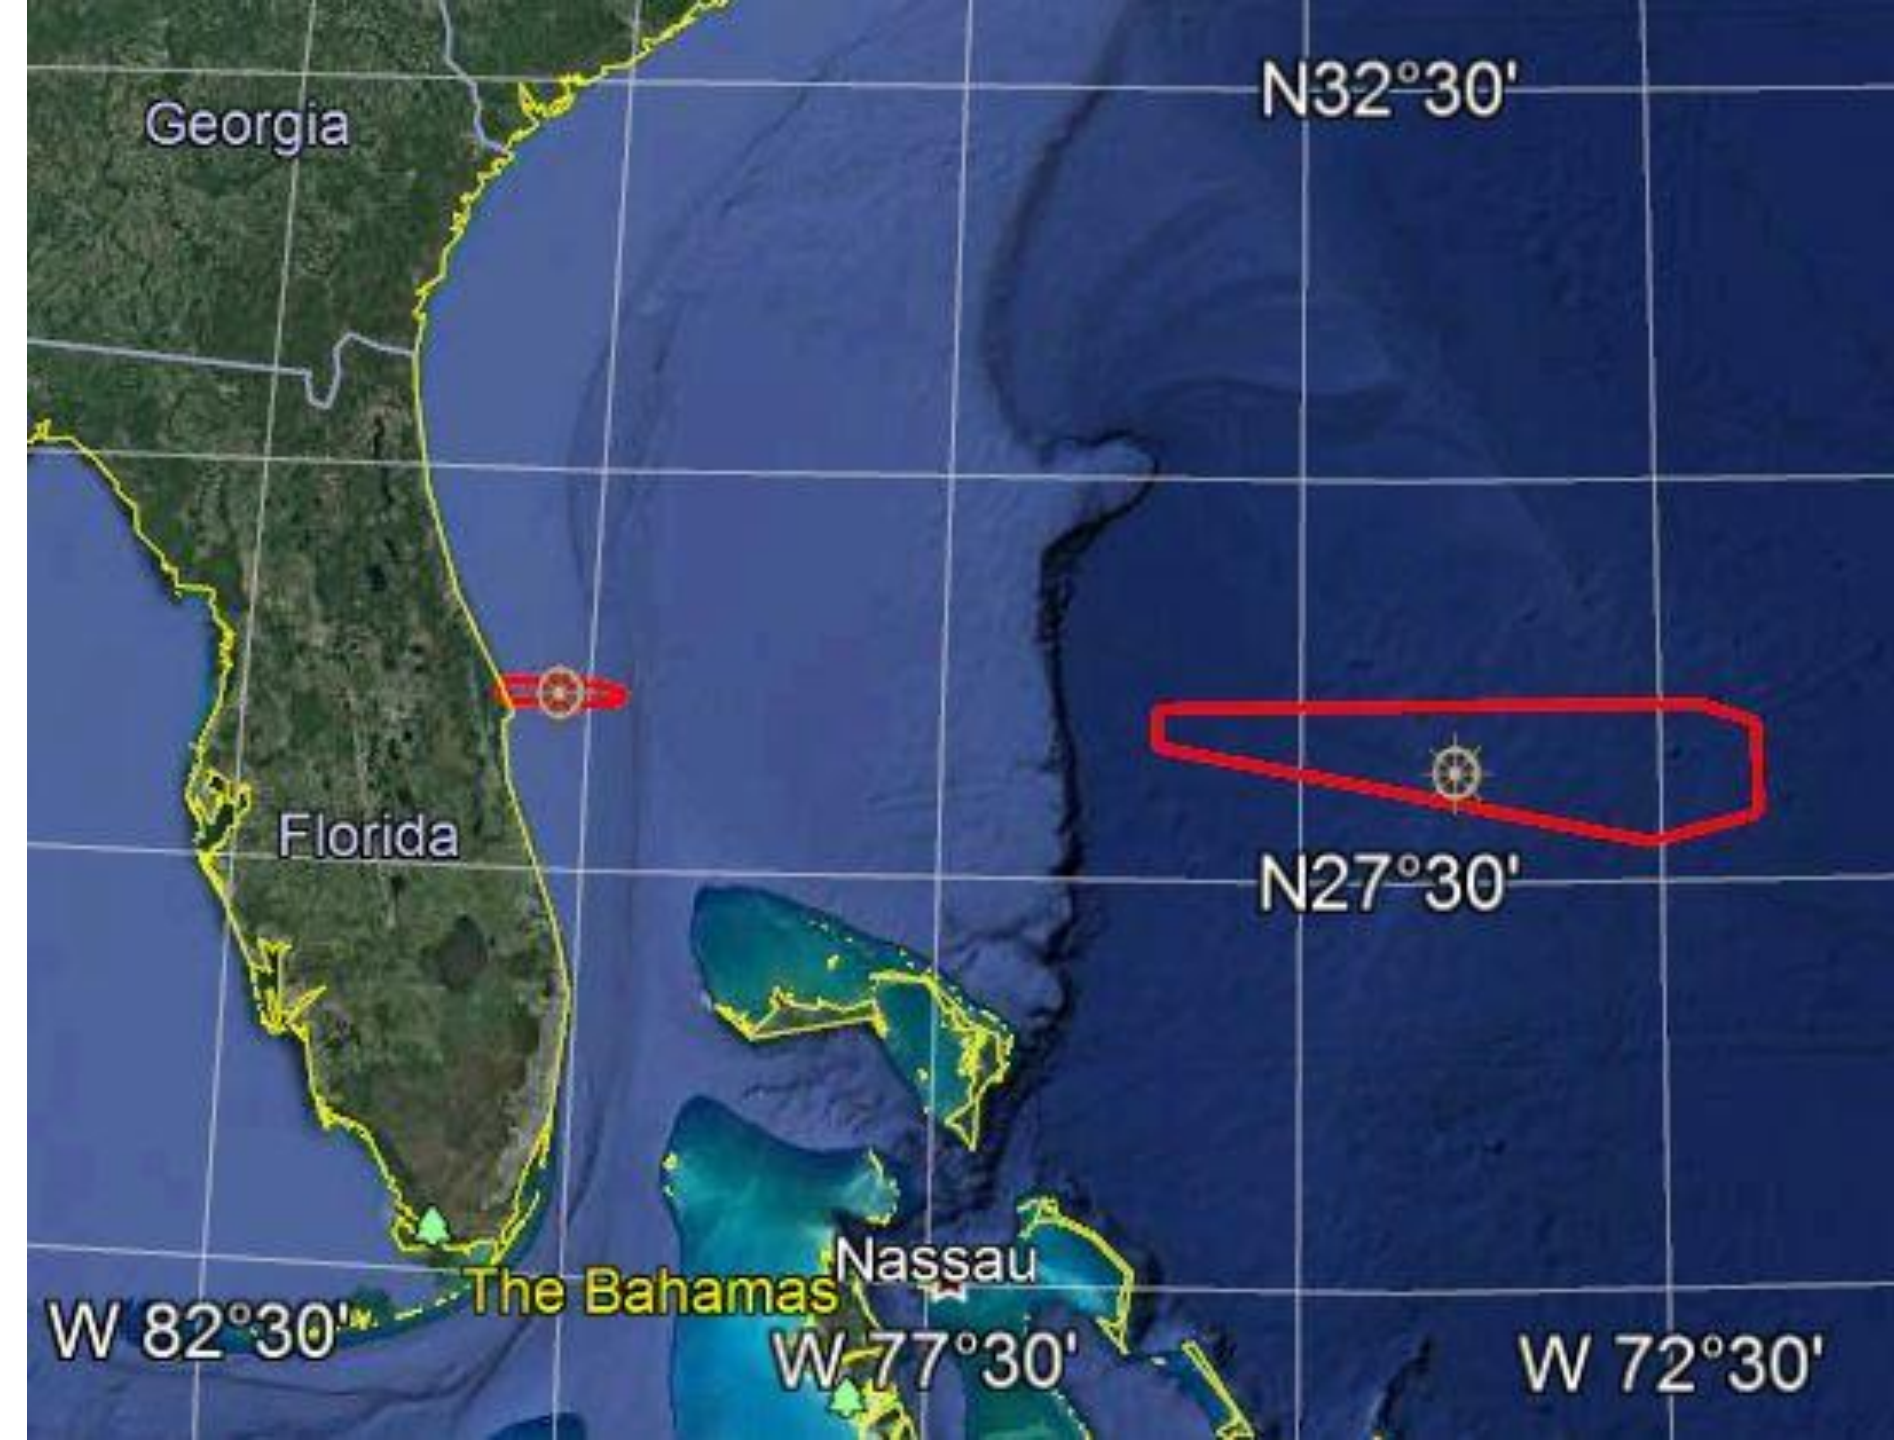 N32°30'
Georgia
Florida
N27°30'
Nassau
The Bahamas
W 82°30'
W 77°30'
W 72°30'